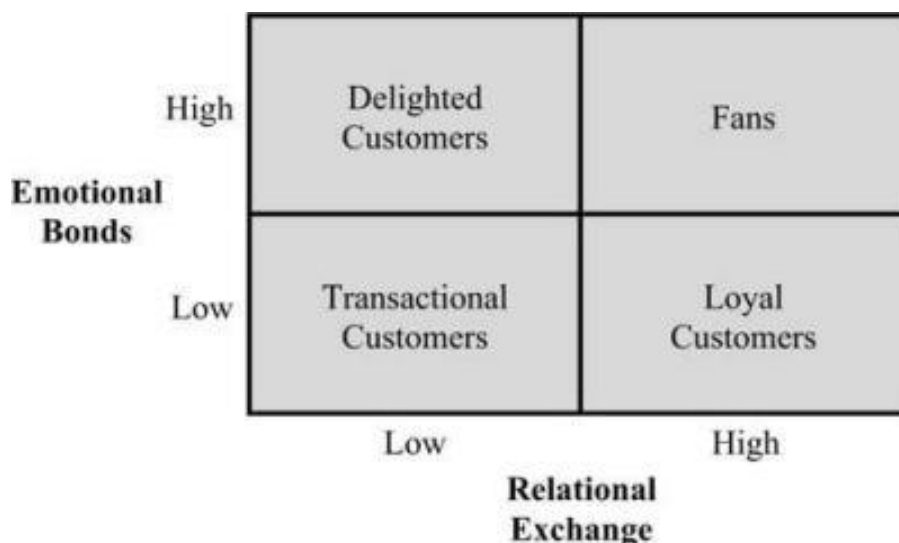 High
Delighted
Customers
Fans
Emotional
Bonds
Low
Transactional
Customers
Loyal
Customers
Low
High
Relational
Exchange